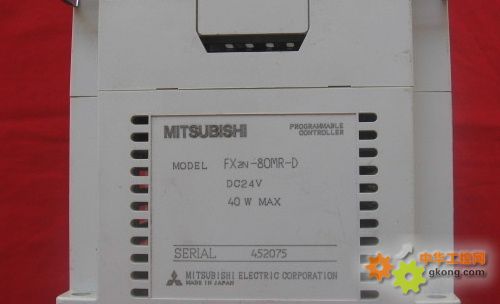 MITSUBISHI
PROGRAMMABLE
CONTROLLER
MODEL FX2N-80MR-D
DC24V
40 W MAX
SERIAL 452075
MITSUBISHI ELECTRIC CORPORATION
MADE IN JAPAN
中华工控网
gkong.com